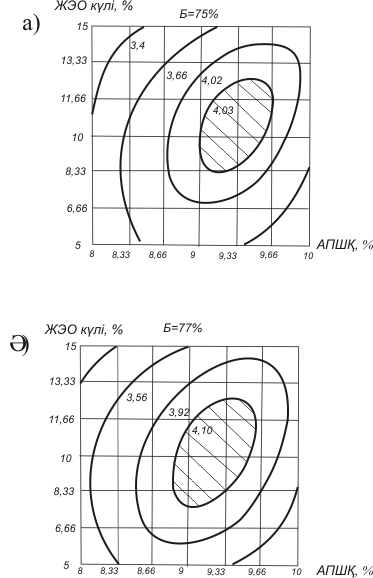 ЖЭО күлі, %
Б=75%
а)
15
3,4
13,33
3,66
4,02
11,66
4,03
10
8,33
6,66
5
АПШҚ, %
8 8,33 8,66 9 9,33 9,66 10
ЖЭО күлі, %
Б=77%
Ә)
15
13,33
3,56
3,92
11,66
4,10
10
8,33
6,66
5
АПШҚ, %
8 8,33 8,66 9 9,33 9,66 10